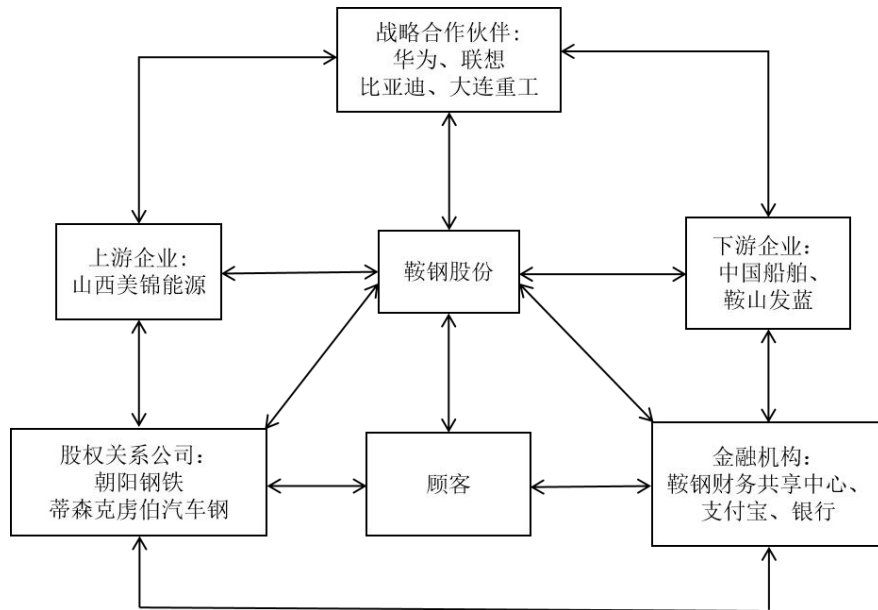 战略合作伙伴：
华为、联想
比亚迪、大连重工
上游企业：
山西美锦能源
鞍钢股份
下游企业：
中国船舶、
鞍山发蓝
股权关系公司：
朝阳钢铁
蒂森克虏伯汽车钢
顾客
金融机构：
鞍钢财务共享中心、
支付宝、银行